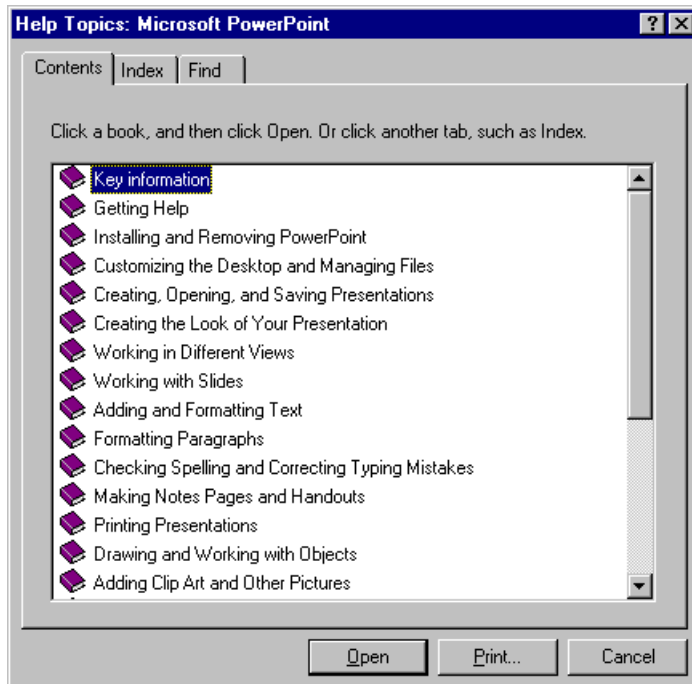 Help Topics: Microsoft PowerPoint
Contents Index Find
Click a book, and then click Open. Or click another tab, such as Index.
Key information
Getting Help
Installing and Removing PowerPoint
Customizing the Desktop and Managing Files
Creating, Opening, and Saving Presentations
Creating the Look of Your Presentation
Working in Different Views
Working with Slides
Adding and Formatting Text
Formatting Paragraphs
Checking Spelling and Correcting Typing Mistakes
Making Notes Pages and Handouts
Printing Presentations
Drawing and Working with Objects
Adding Clip Art and Other Pictures
Open Print... Cancel